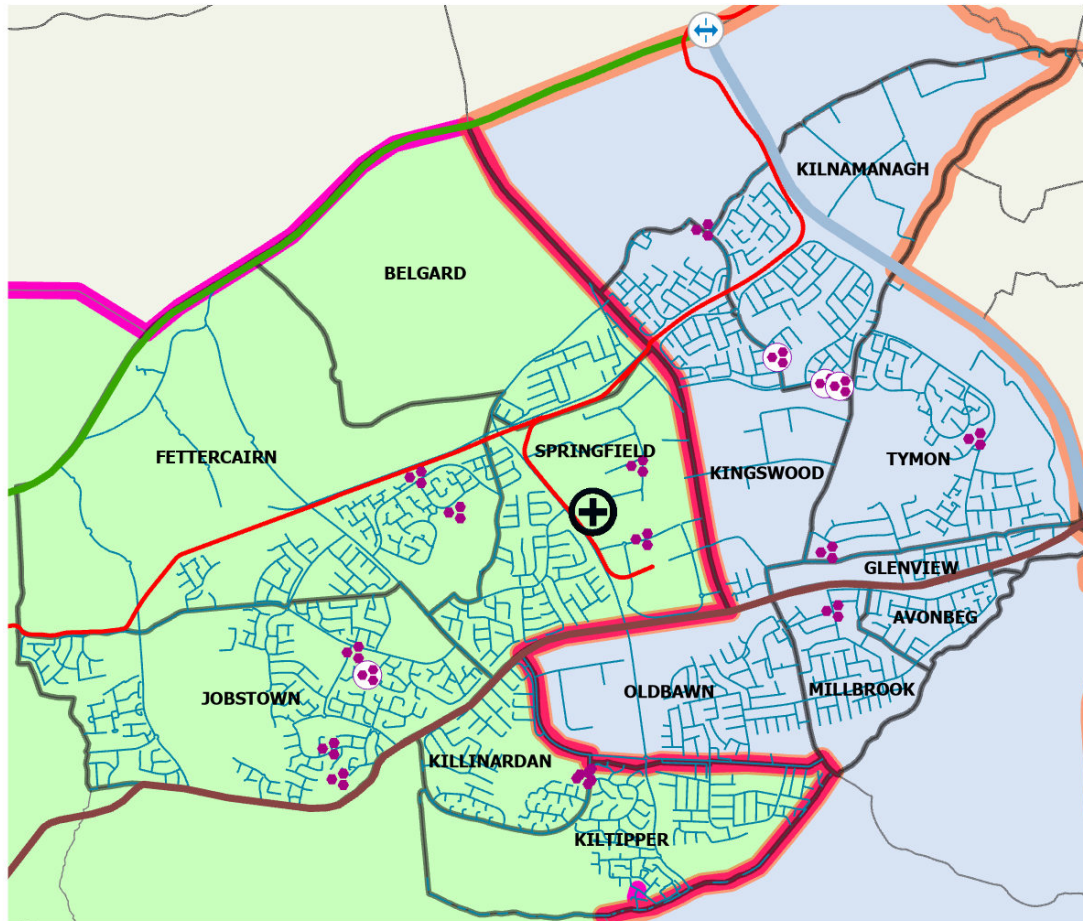 KILNAMANAGH
BELGARD
FETTERCAIRN
SPRINGFIELD
KINGSWOOD
TYMON
GLENVIEW
AVONBEG
JOBSTOWN
OLDBAWN
MILLBROOK
KILLINARDAN
KILTIPPER